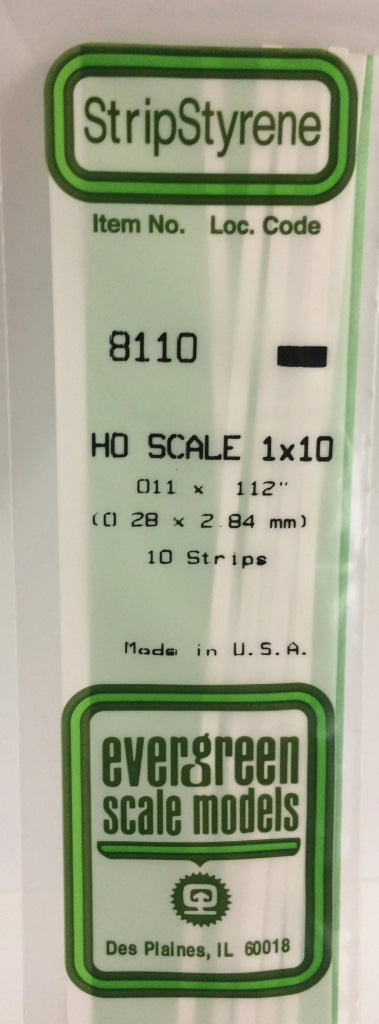 StripStyrene
Item No. Loc. Code
8110
HO SCALE 1x10
011 x 112"
(0 28 x 2.84 mm)
10 Strips
Made in U.S.A.
evergreen
scale models
Des Plaines, IL 60018